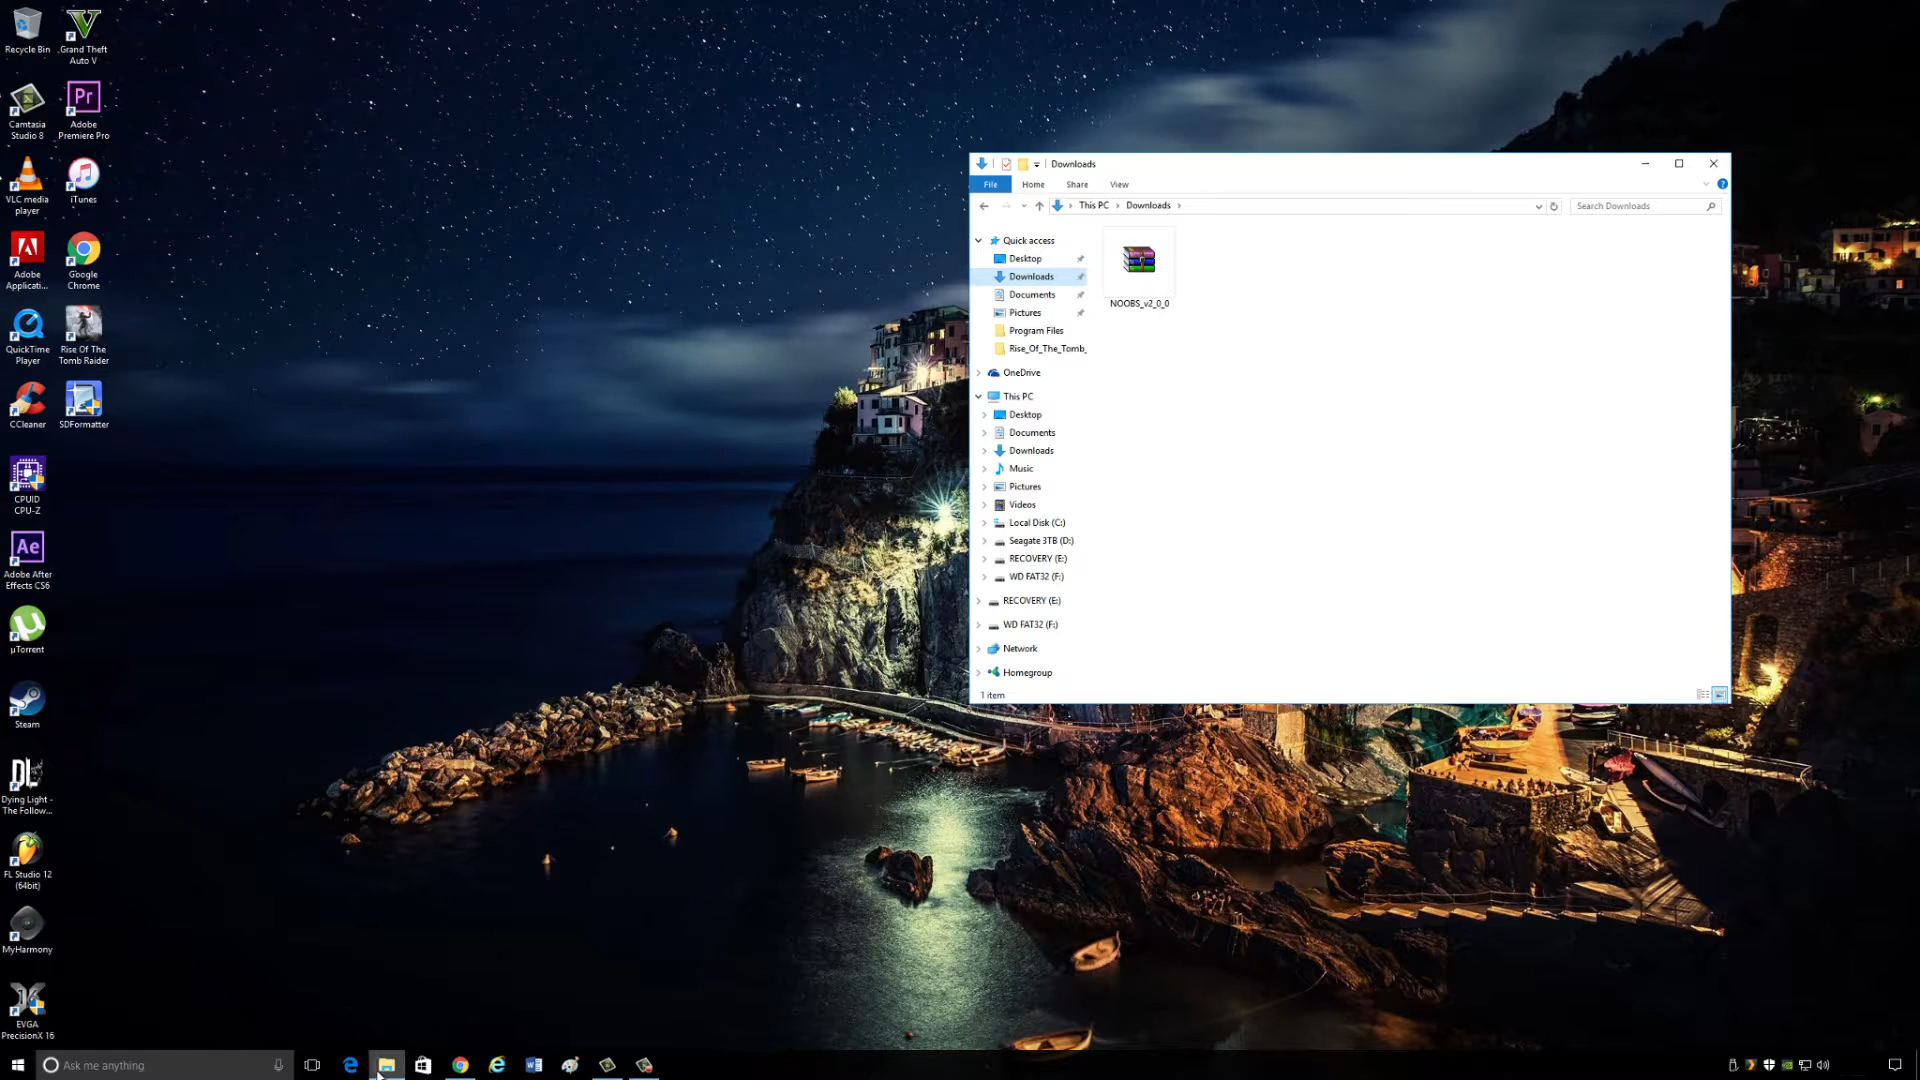 Recycle Bin
Grand Theft
Auto V
Camtasia
Studio 8
Adobe
Premiere Pro
VLC media
player
iTunes
Adobe
Applicati...
Google
Chrome
QuickTime
Player
Rise Of The
Tomb Raider
CCleaner
SDFormatter
CPUID
CPU-Z
Adobe After
Effects CS6
µTorrent
Steam
Dying Light -
The Follow...
FL Studio 12
(64bit)
MyHarmony
EVGA
PrecisionX 16
Downloads
File Home Share View
This PC Downloads
Search Downloads
Quick access
Desktop
Downloads
Documents
Pictures
Program Files
Rise_Of_The_Tomb_
OneDrive
This PC
Desktop
Documents
Downloads
Music
Pictures
Videos
Local Disk (C:)
Seagate 3TB (D:)
RECOVERY (E:)
WD FAT32 (F:)
RECOVERY (E:)
WD FAT32 (F:)
Network
Homegroup
NOOBS_v2_0_0
1 item
Ask me anything